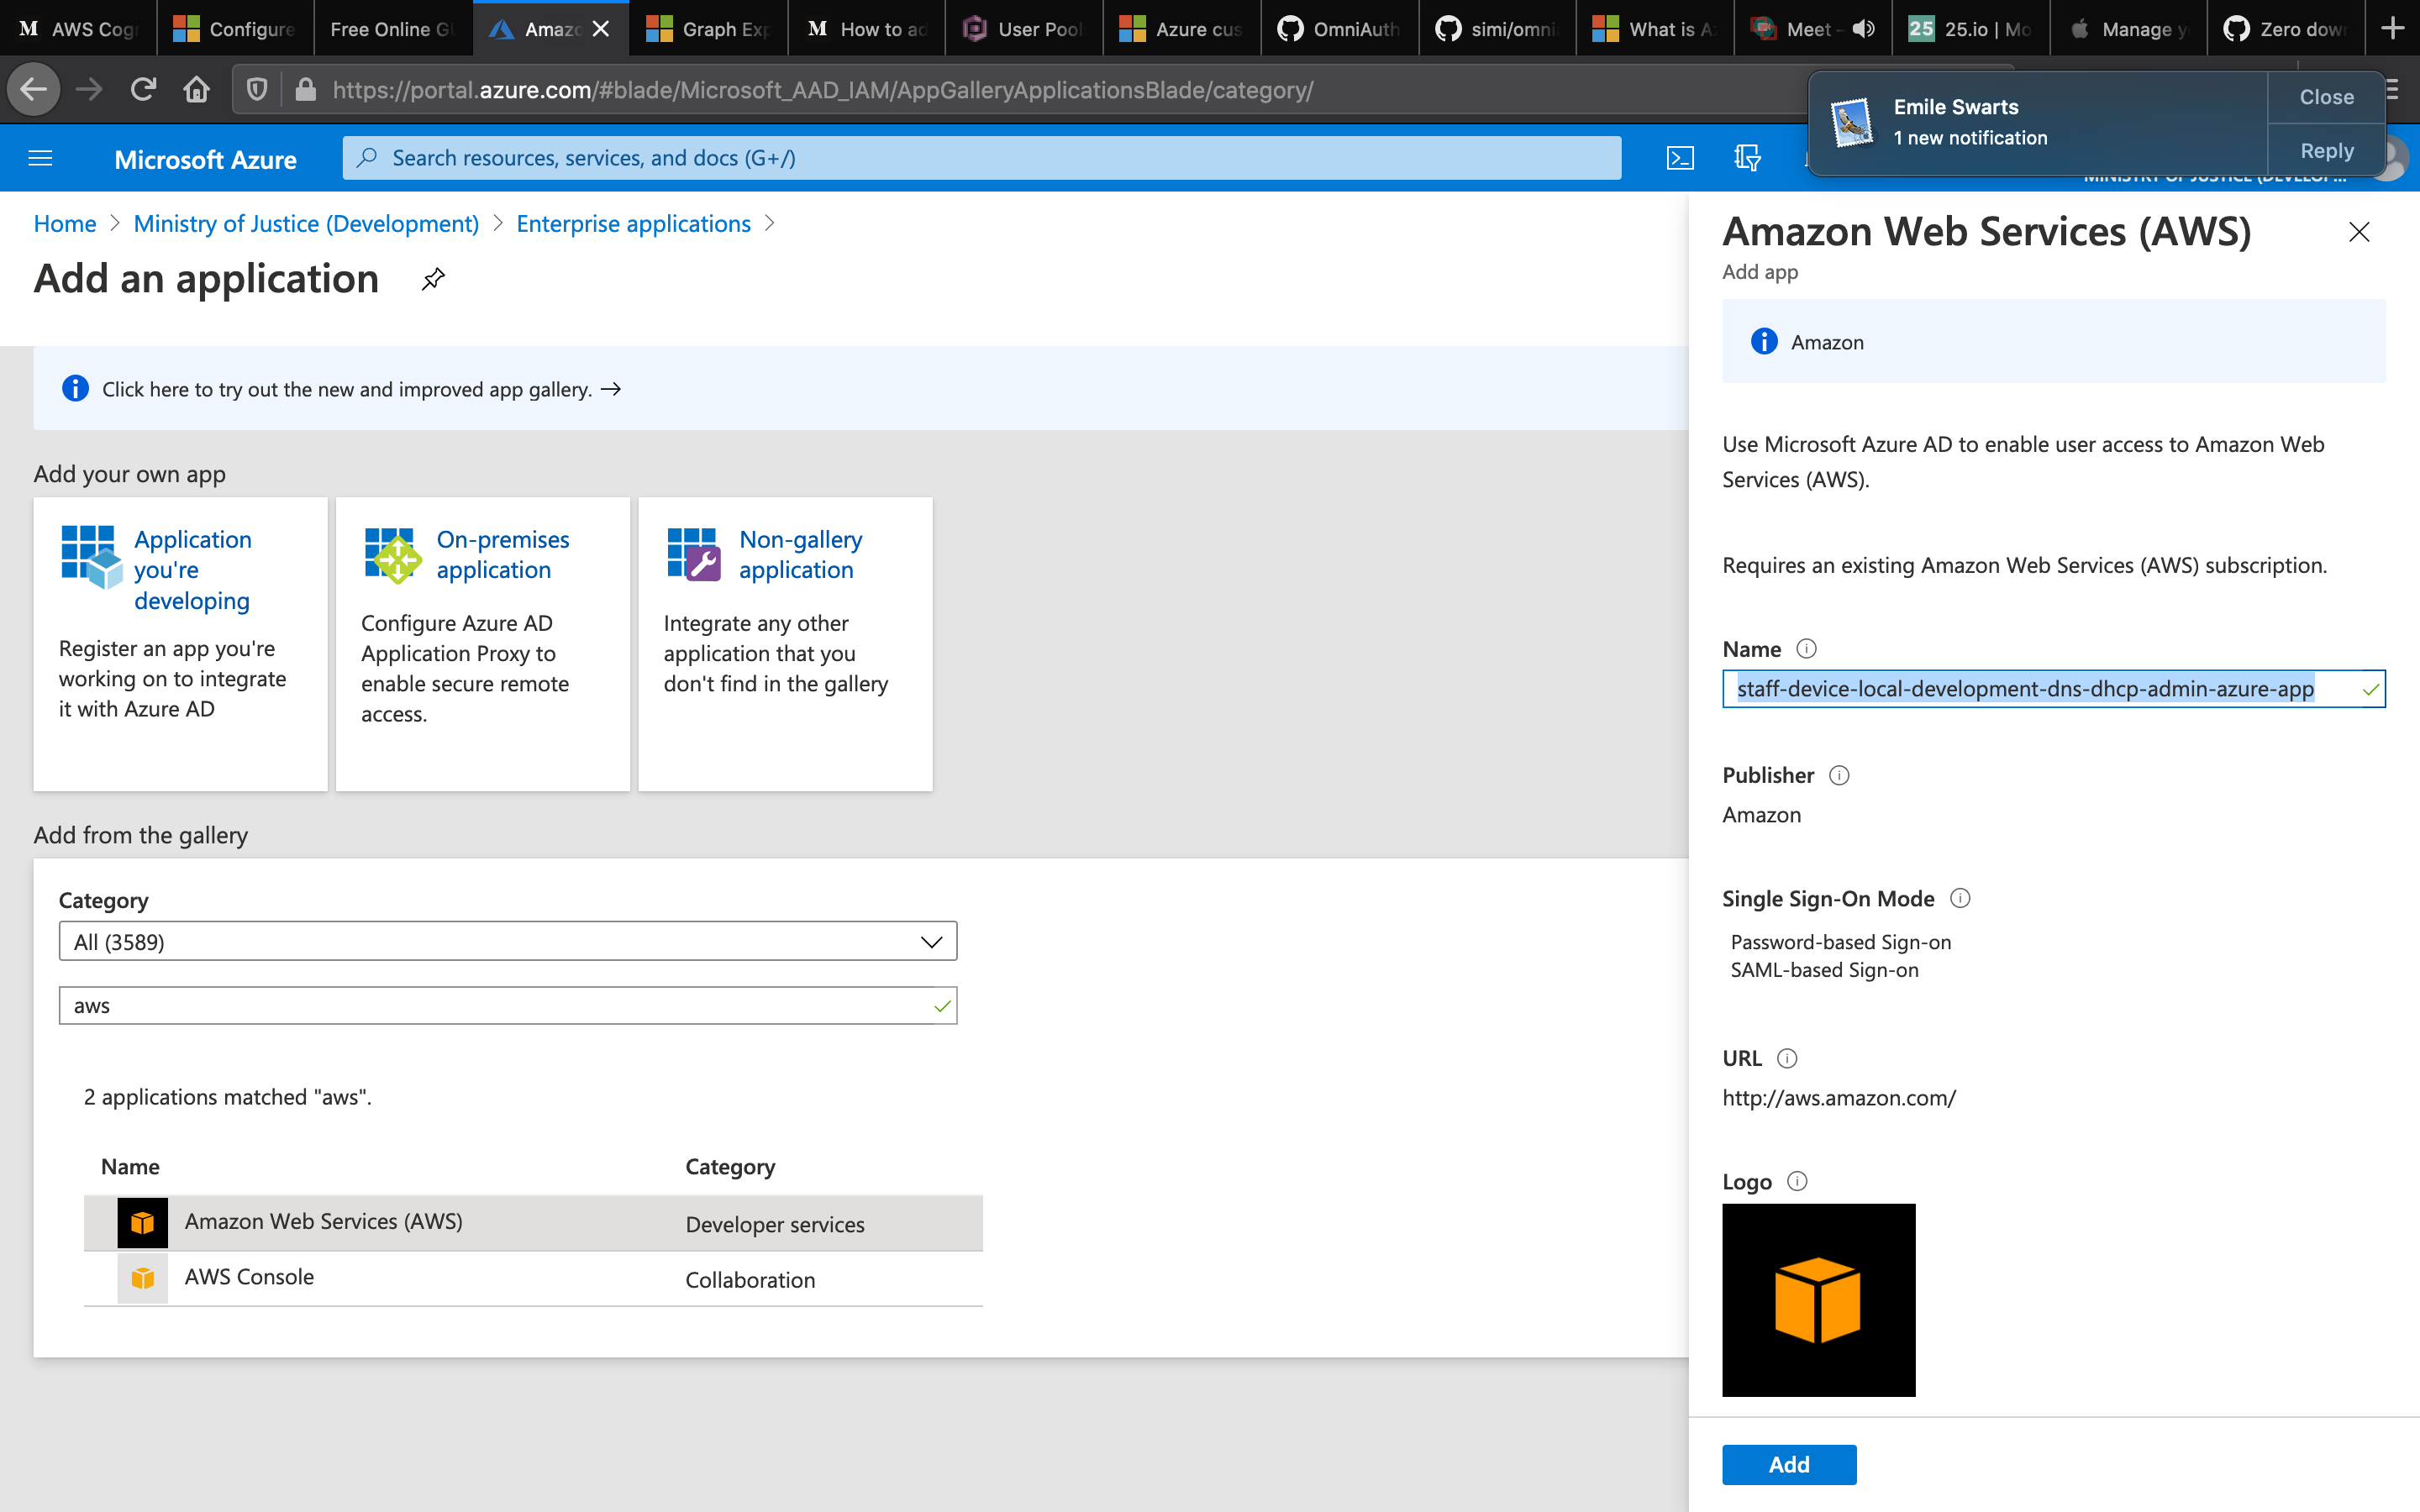 AWS Cog
Configure
Free Online G
Amaz
Graph Exp
How to ad
User Pool
Azure cus
OmniAuth
simi/omni
What is A
Meet -
25 25.io | Mo
Manage y
Zero dow
https://portal.azure.com/#blade/Microsoft_AAD_IAM/AppGalleryApplicationsBlade/category/
Emile Swarts
1 new notification
Close
Reply
Microsoft Azure
Search resources, services, and docs (G+/)
MINISTRY OF JUSTICE (DEVELOP...
Home > Ministry of Justice (Development) > Enterprise applications >
Add an application
Click here to try out the new and improved app gallery. →
Add your own app
Application
you're
developing
Register an app you're
working on to integrate
it with Azure AD
On-premises
application
Configure Azure AD
Application Proxy to
enable secure remote
access.
Non-gallery
application
Integrate any other
application that you
don't find in the gallery
Add from the gallery
Category
All (3589)
aws
2 applications matched "aws".
Name Category
Amazon Web Services (AWS) Developer services
AWS Console Collaboration
Amazon Web Services (AWS)
Add app
Amazon
Use Microsoft Azure AD to enable user access to Amazon Web
Services (AWS).
Requires an existing Amazon Web Services (AWS) subscription.
Name
staff-device-local-development-dns-dhcp-admin-azure-app
Publisher
Amazon
Single Sign-On Mode
Password-based Sign-on
SAML-based Sign-on
URL
http://aws.amazon.com/
Logo
Add